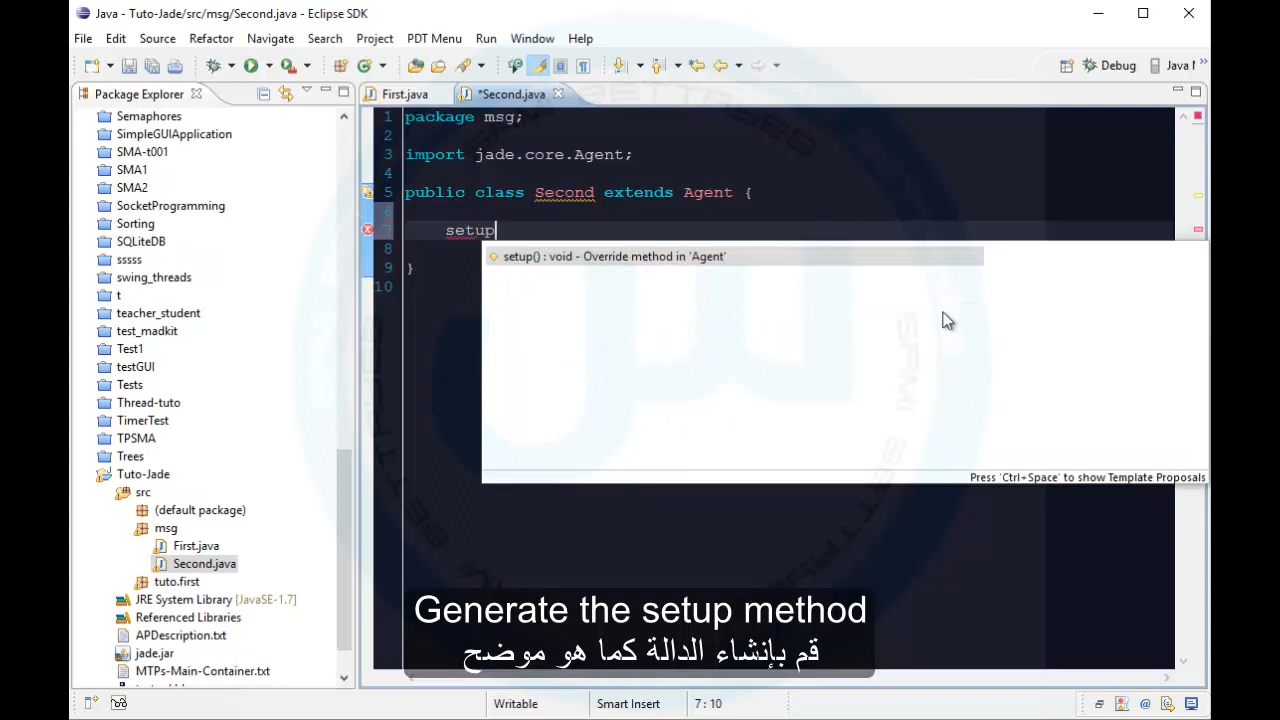 Java - Tuto-Jade/src/msg/Second.java - Eclipse SDK
File Edit Source Refactor Navigate Search Project PDT Menu Run Window Help
Debug Java
Package Explorer
First.java *Second.java
Semaphores
SimpleGUIApplication
SMA-t001
SMA1
SMA2
SocketProgramming
Sorting
SQLiteDB
sssss
swing_threads
t
teacher_student
test_madkit
Test1
testGUI
Tests
Thread-tuto
TimerTest
TPSMA
Trees
Tuto-Jade
src
(default package)
msg
First.java
Second.java
tuto.first
JRE System Library [JavaSE-1.7]
Referenced Libraries
APDescription.txt
jade.jar
MTPs-Main-Container.txt
1 package msg;
2
3 import jade.core.Agent;
4
5 public class Second extends Agent {
6
7 setup
8
9 }
10
setup() : void - Override method in 'Agent'
Press 'Ctrl+Space' to show Template Proposals
Generate the setup method
قم بإنشاء الدالة كما هو موضح
Writable Smart Insert 7 : 10